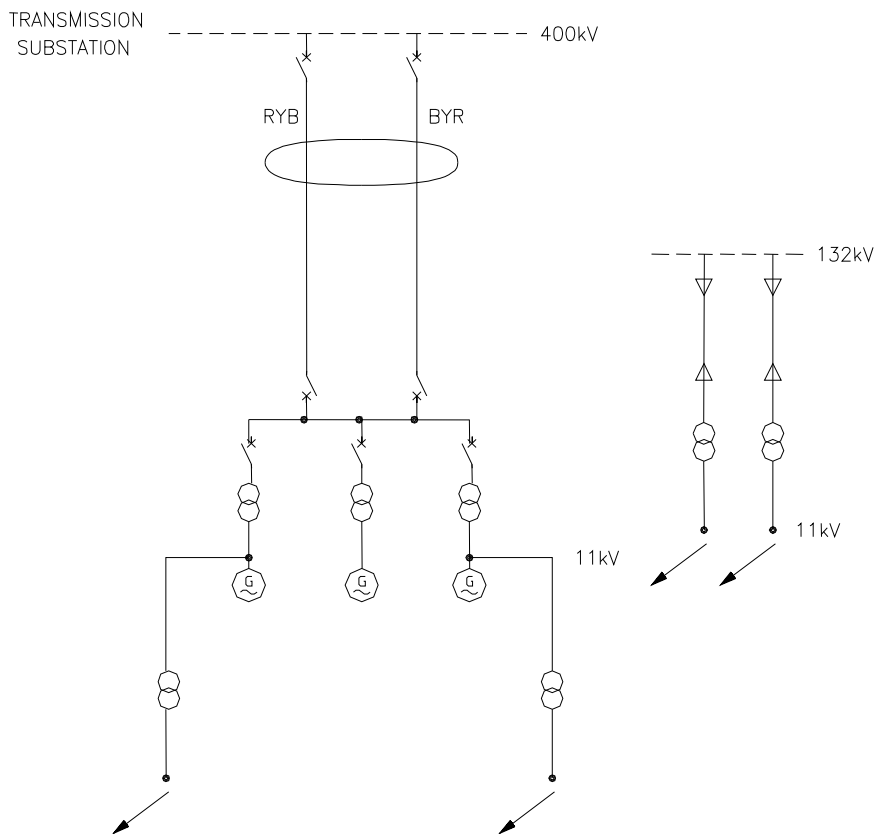 TRANSMISSION
SUBSTATION
400kV
RYB
BYR
132kV
11kV
11kV
G
G
G